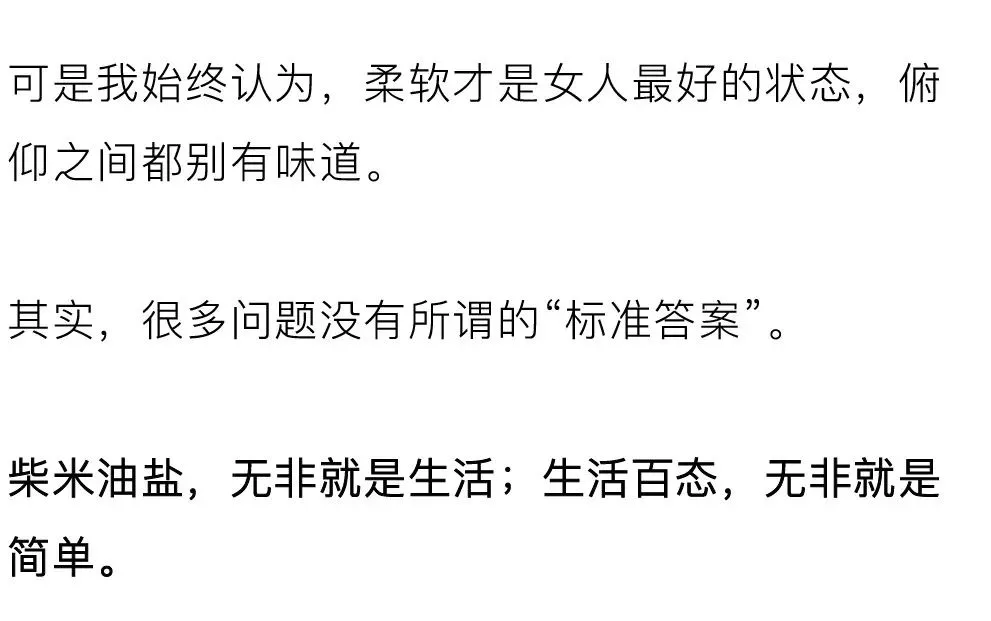 可是我始终认为，柔软才是女人最好的状态，俯
仰之间都别有味道。
其实，很多问题没有所谓的“标准答案”。
柴米油盐，无非就是生活；生活百态，无非就是
简单。